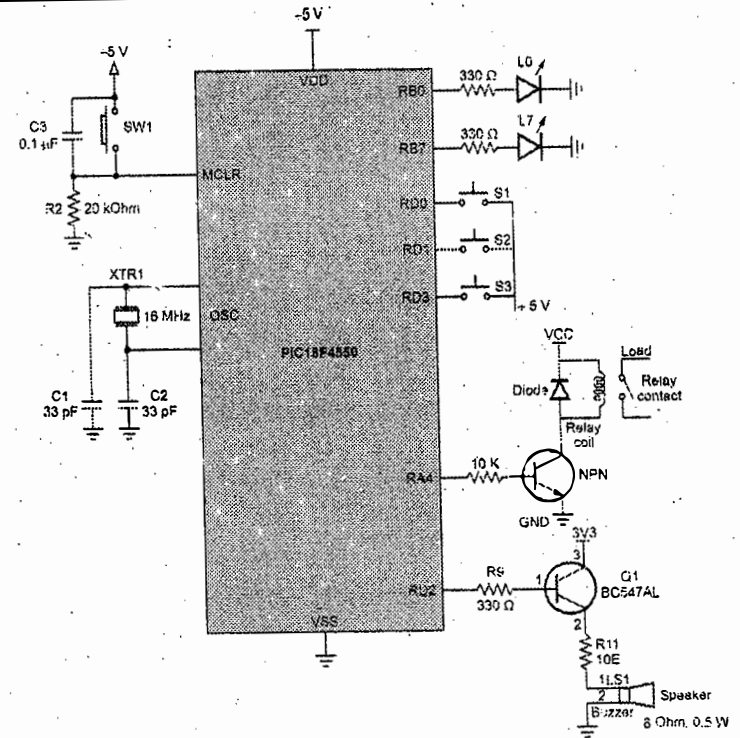 -5 V
-5 V
C3
0.1 µF
SW1
R2
20 kOhm
XTR1
16 MHz
C1
33 pF
C2
33 pF
VDD
MCLR
OSC
PIC18F4550
VSS
RB0
RB7
RD0
RD1
RD3
RA4
RD2
330 Ω
L0
330 Ω
L7
S1
S2
S3
+5 V
VCC
Diode
Relay
coil
Load
Relay
contact
10 K
NPN
GND
3V3
3
R9
330 Ω
1
Q1
BC547AL
2
R11
10E
1
LS1
2
Buzzer
Speaker
8 Ohm, 0.5 W